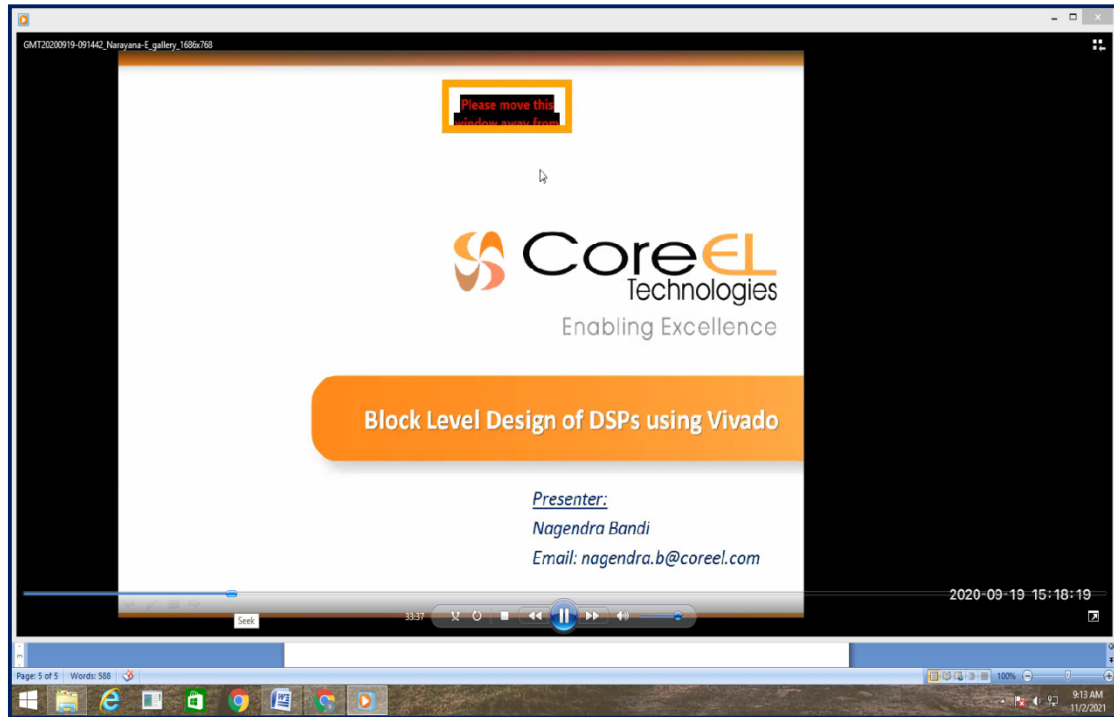 GMT20200919-091442_Narayana-E_gallery_1686x768
Please move this
window away from
CoreEL
Technologies
Enabling Excellence
Block Level Design of DSPs using Vivado
Presenter:
Nagendra Bandi
Email: nagendra.b@coreel.com
2020-09-19 15:18:19
33:37
Seek
Page: 5 of 5 Words: 588
100%
9:13 AM
11/2/2021